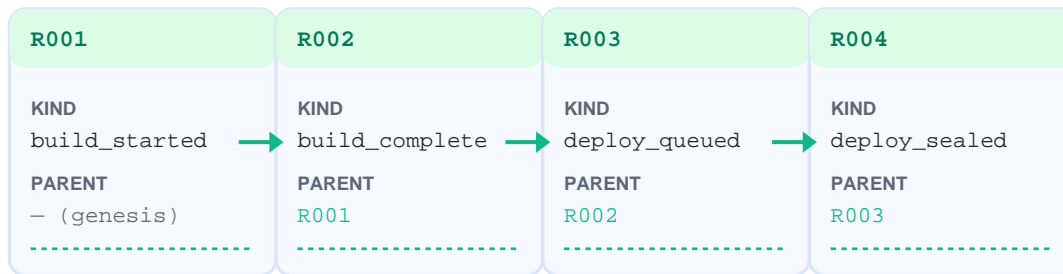 R001
KIND
build_started
PARENT
— (genesis)
R002
KIND
build_complete
PARENT
R001
R003
KIND
deploy_queued
PARENT
R002
R004
KIND
deploy_sealed
PARENT
R003